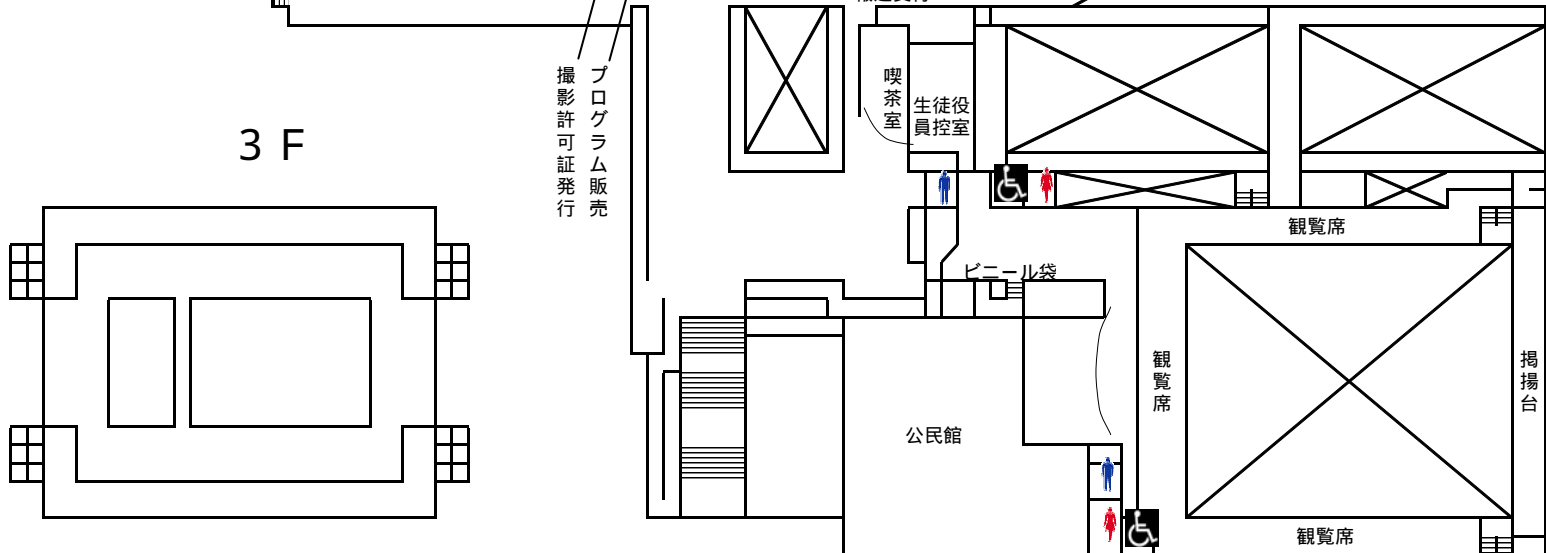 プログラム販売
撮影許可証発行
３Ｆ
喫茶室
生徒役
員控室
観覧席
ビニール袋
観覧席
掲揚台
公民館
観覧席